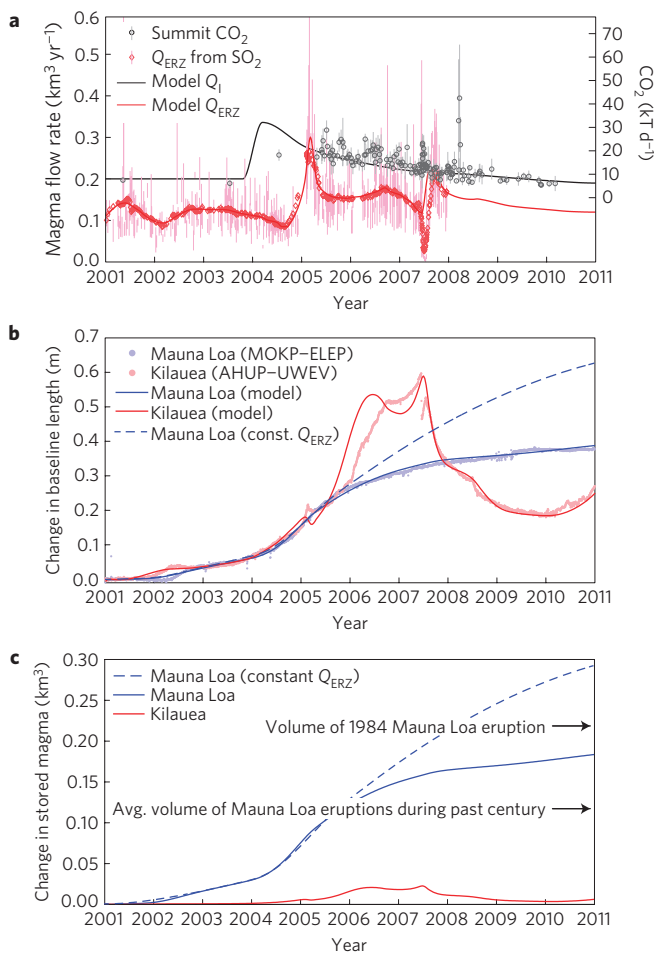 a
Magma flow rate (km³ yr⁻¹)
0.6
0.5
0.4
0.3
0.2
0.1
0.0
Summit CO₂
Q_ERZ from SO₂
Model Q_I
Model Q_ERZ
70
60
50
40
30
20
10
0
CO₂ (kT d⁻¹)
2001 2002 2003 2004 2005 2006 2007 2008 2009 2010 2011
Year
b
Change in baseline length (m)
0.7
0.6
0.5
0.4
0.3
0.2
0.1
0.0
Mauna Loa (MOKP–ELEP)
Kilauea (AHUP–UWEV)
Mauna Loa (model)
Kilauea (model)
Mauna Loa (const. Q_ERZ)
2001 2002 2003 2004 2005 2006 2007 2008 2009 2010 2011
Year
c
Change in stored magma (km³)
0.30
0.25
0.20
0.15
0.10
0.05
0.00
Mauna Loa (constant Q_ERZ)
Mauna Loa
Kilauea
Volume of 1984 Mauna Loa eruption
Avg. volume of Mauna Loa eruptions during past century
2001 2002 2003 2004 2005 2006 2007 2008 2009 2010 2011
Year